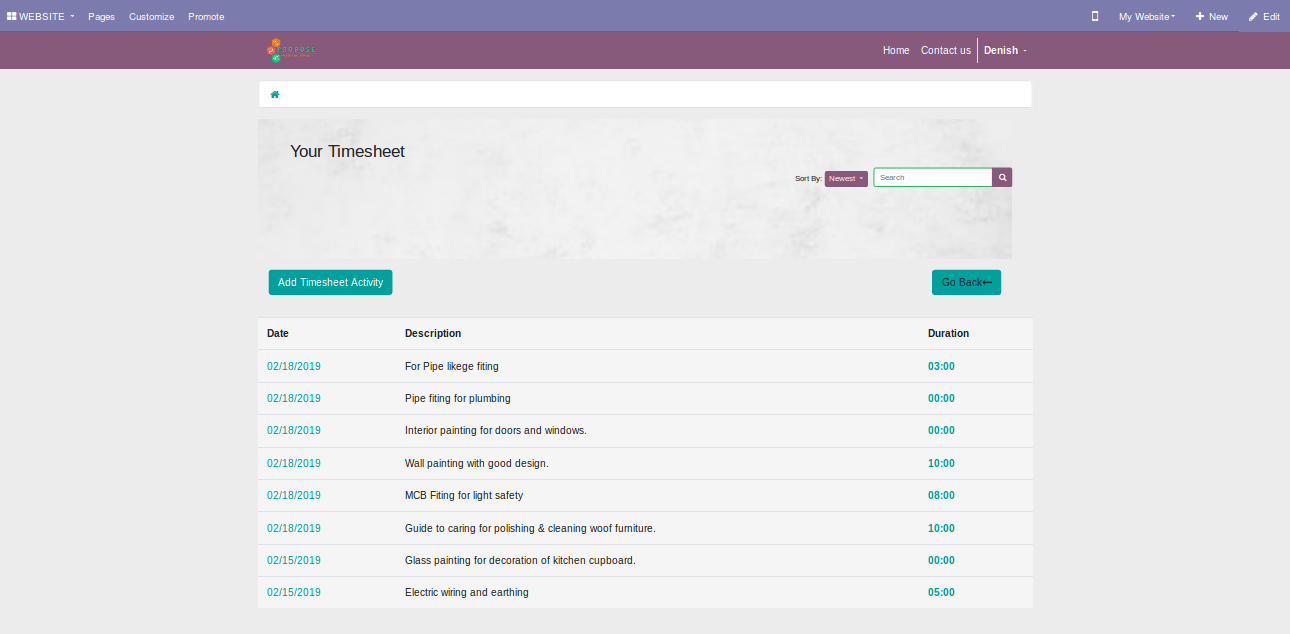 WEBSITE Pages Customize Promote My Website New Edit
Home Contact us Denish
Your Timesheet
Sort By: Newest Search
Add Timesheet Activity Go Back
Date Description Duration
02/18/2019 For Pipe likege fiting 03:00
02/18/2019 Pipe fiting for plumbing 00:00
02/18/2019 Interior painting for doors and windows. 00:00
02/18/2019 Wall painting with good design. 10:00
02/18/2019 MCB Fiting for light safety 08:00
02/18/2019 Guide to caring for polishing & cleaning woof furniture. 10:00
02/15/2019 Glass painting for decoration of kitchen cupboard. 00:00
02/15/2019 Electric wiring and earthing 05:00